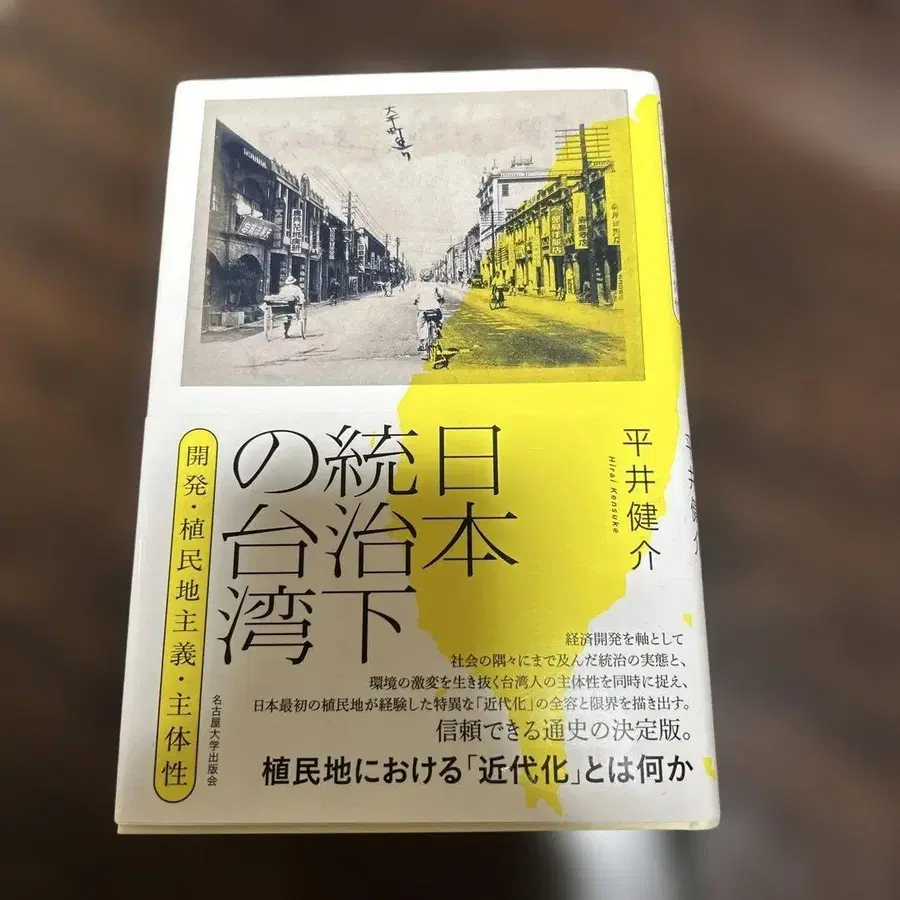 太平町通り
日本
統治下
の台湾
開発・植民地主義・主体性
平井健介
Hirai Kensuke
名古屋大学出版会
経済開発を軸として
社会の隅々にまで及んだ統治の実態と、
環境の激変を生き抜く台湾人の主体性を同時に捉え、
日本最初の植民地が経験した特異な「近代化」の全容と限界を描き出す。
信頼できる通史の決定版。
植民地における「近代化」とは何か
平井健介